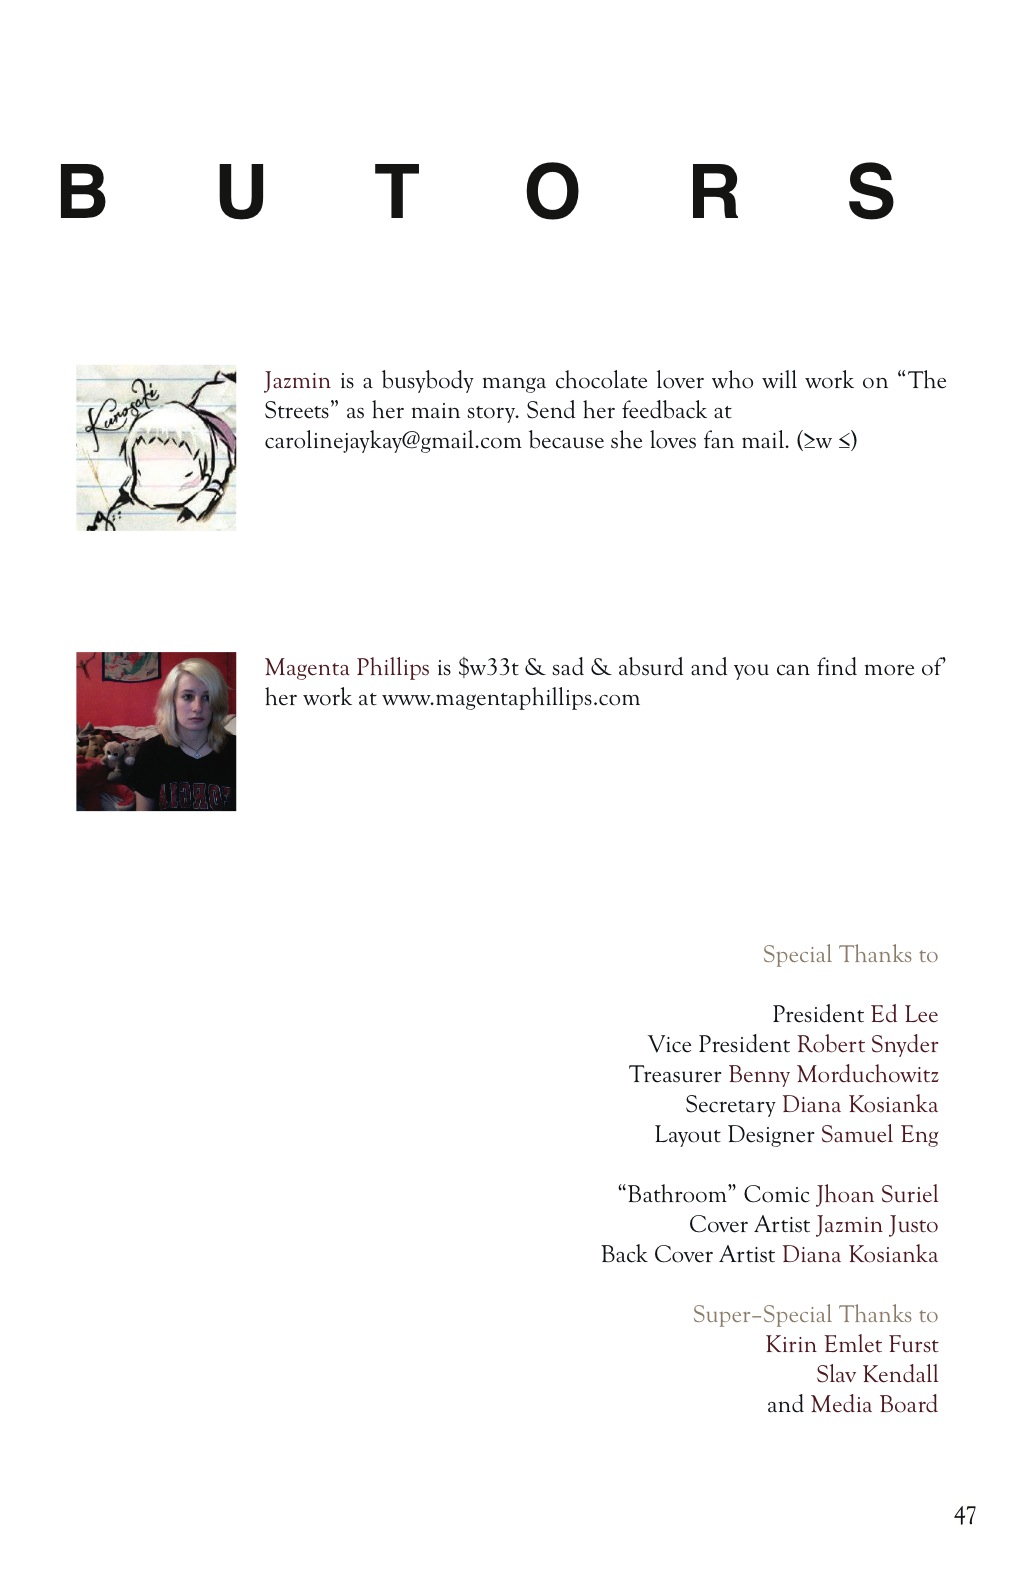 B U T O R S
Kunogaki
Jazmin is a busybody manga chocolate lover who will work on “The
Streets” as her main story. Send her feedback at
carolinejaykay@gmail.com because she loves fan mail. (≥w ≤)
Magenta Phillips is $w33t & sad & absurd and you can find more of’
her work at www.magentaphillips.com
Special Thanks to
President Ed Lee
Vice President Robert Snyder
Treasurer Benny Morduchowitz
Secretary Diana Kosianka
Layout Designer Samuel Eng
“Bathroom” Comic Jhoan Suriel
Cover Artist Jazmin Justo
Back Cover Artist Diana Kosianka
Super-Special Thanks to
Kirin Emlet Furst
Slav Kendall
and Media Board
47